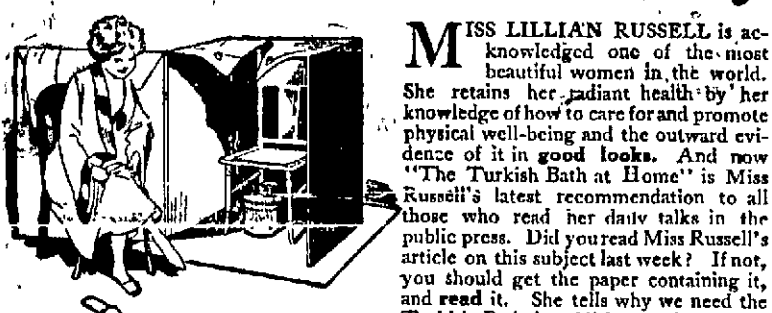 MISS LILLIAN RUSSELL is ac-
knowledged one of the most
beautiful women in the world.
She retains her radiant health by her
knowledge of how to care for and promote
physical well-being and the outward evi-
dence of it in good looks. And now
"The Turkish Bath at Home" is Miss
Russell's latest recommendation to all
those who read her daily talks in the
public press. Did you read Miss Russell's
article on this subject last week? If not,
you should get the paper containing it,
and read it. She tells why we need the